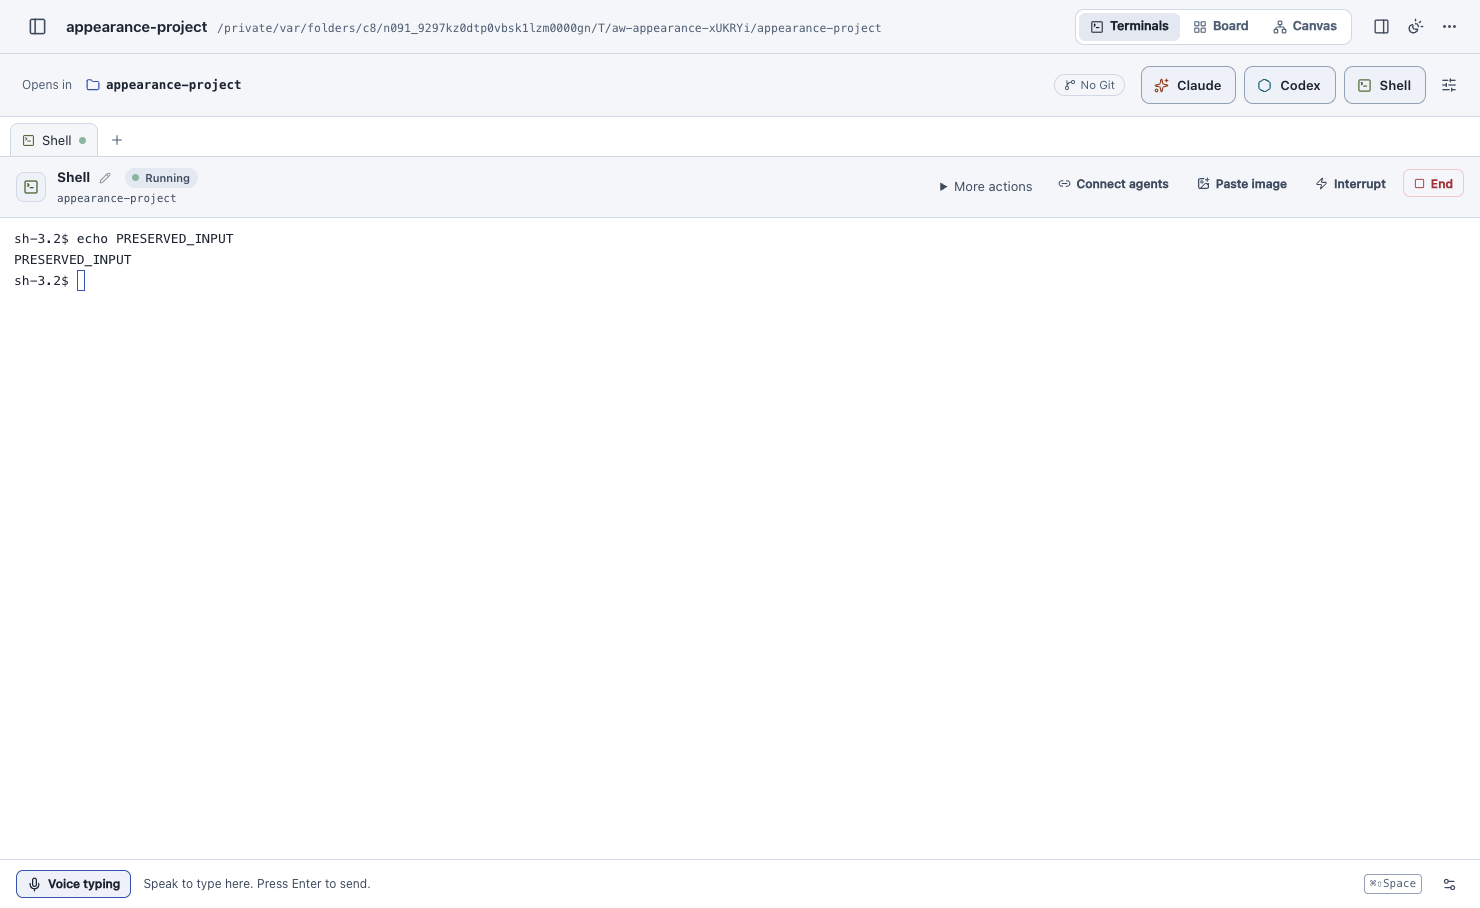 appearance-project /private/var/folders/c8/n091_9297kz0dtp0vbsk1lzm0000gn/T/aw-appearance-xUKRYi/appearance-project Terminals Board Canvas
Opens in appearance-project No Git Claude Codex Shell
Shell
Shell Running
appearance-project
More actions Connect agents Paste image Interrupt End
sh-3.2$ echo PRESERVED_INPUT
PRESERVED_INPUT
sh-3.2$
Voice typing Speak to type here. Press Enter to send. ⌘⇧Space